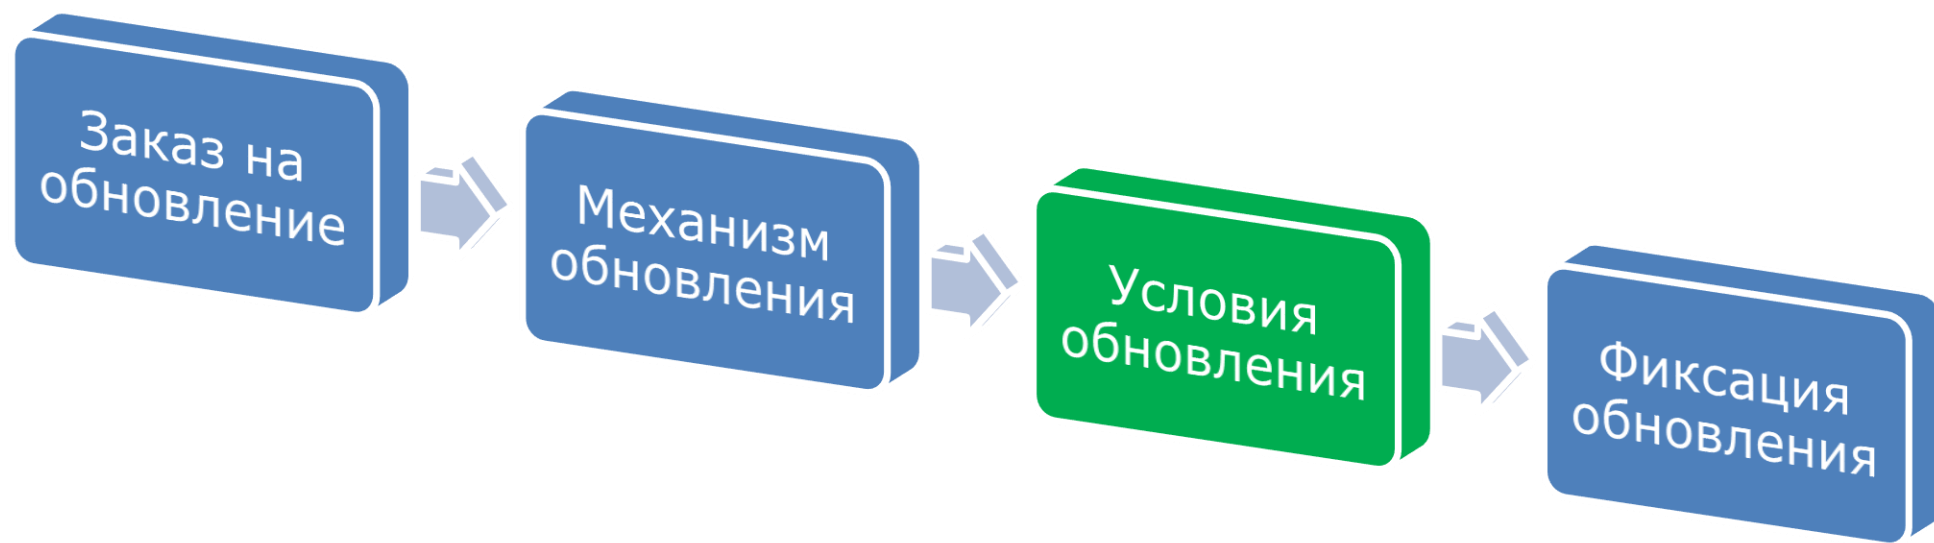 Заказ на
обновление
Механизм
обновления
Условия
обновления
Фиксация
обновления